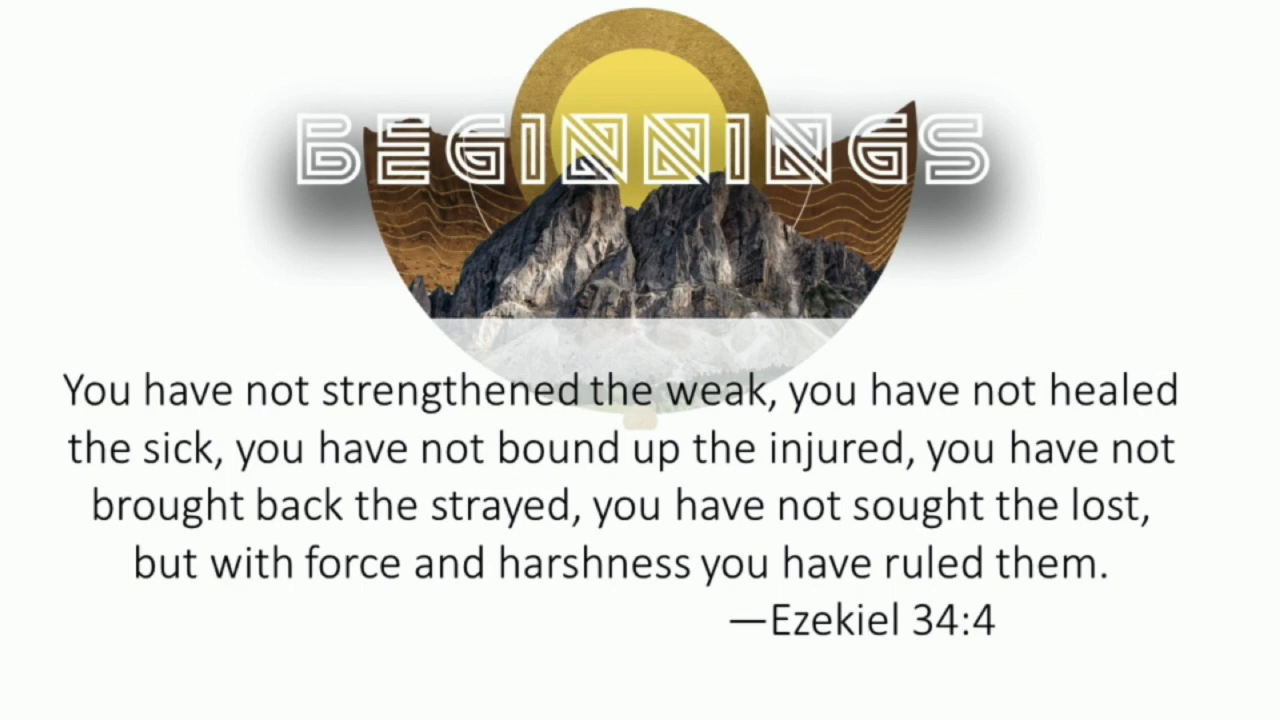 BEGINNINGS
You have not strengthened the weak, you have not healed
the sick, you have not bound up the injured, you have not
brought back the strayed, you have not sought the lost,
but with force and harshness you have ruled them.
—Ezekiel 34:4